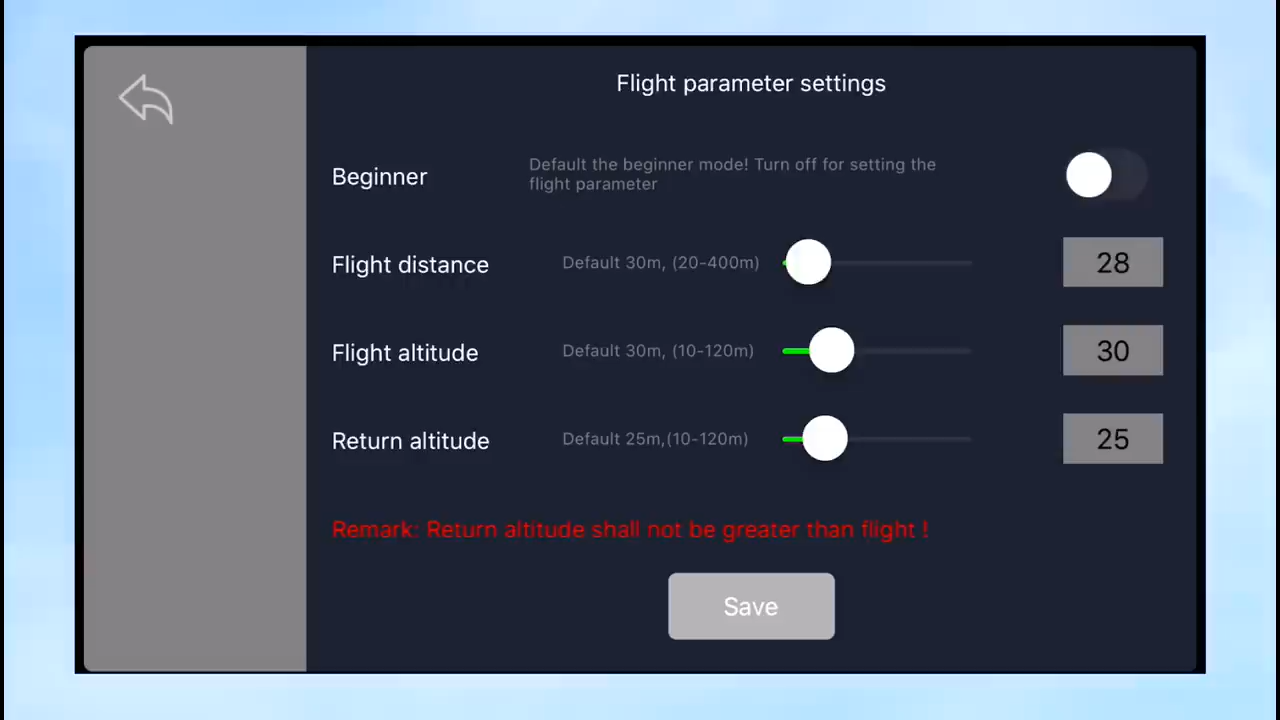 Flight parameter settings
Beginner
Default the beginner mode! Turn off for setting the
flight parameter
Flight distance Default 30m, (20-400m) 28
Flight altitude Default 30m, (10-120m) 30
Return altitude Default 25m,(10-120m) 25
Remark: Return altitude shall not be greater than flight !
Save